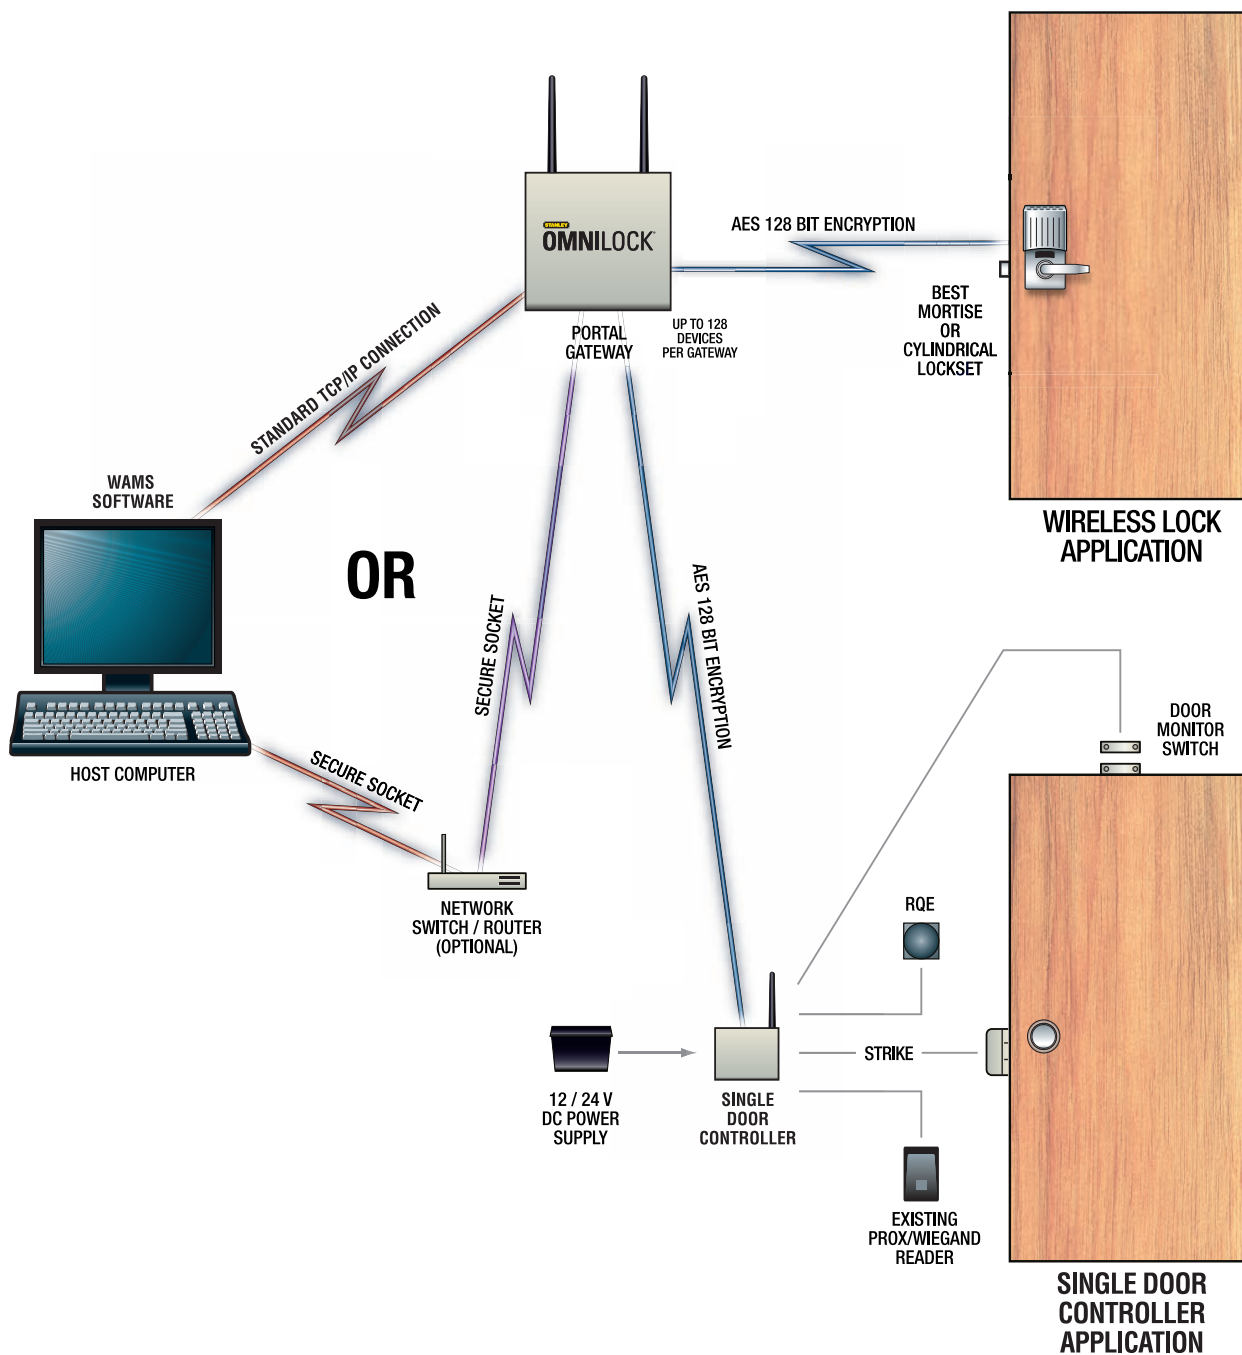 STANLEY
OMNILOCK
AES 128 BIT ENCRYPTION
BEST
MORTISE
OR
CYLINDRICAL
LOCKSET
PORTAL
GATEWAY
UP TO 128
DEVICES
PER GATEWAY
STANDARD TCP/IP CONNECTION
WAMS
SOFTWARE
WIRELESS LOCK
APPLICATION
OR
AES 128 BIT ENCRYPTION
SECURE SOCKET
DOOR
MONITOR
SWITCH
HOST COMPUTER
SECURE SOCKET
NETWORK
SWITCH / ROUTER
(OPTIONAL)
RQE
STRIKE
12 / 24 V
DC POWER
SUPPLY
SINGLE
DOOR
CONTROLLER
EXISTING
PROX/WIEGAND
READER
SINGLE DOOR
CONTROLLER
APPLICATION